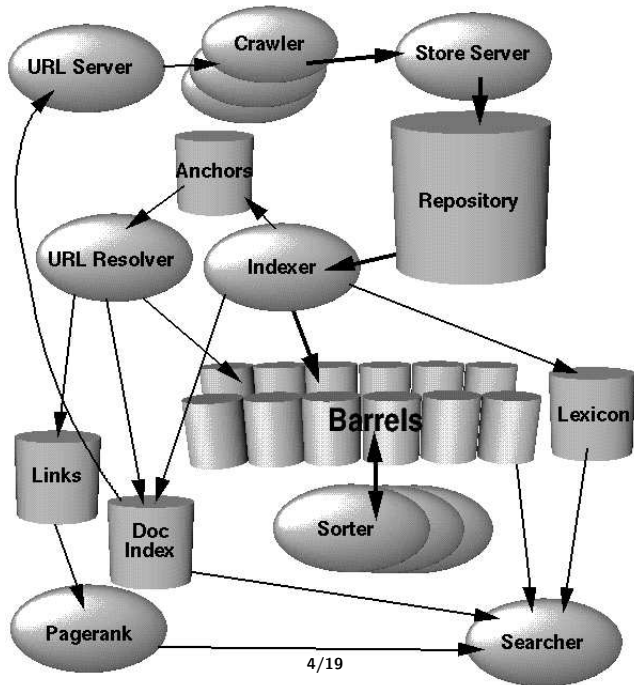 Crawler
URL Server
Store Server
Anchors
Repository
URL Resolver
Indexer
Barrels
Lexicon
Links
Doc
Index
Sorter
Pagerank
Searcher
4/19